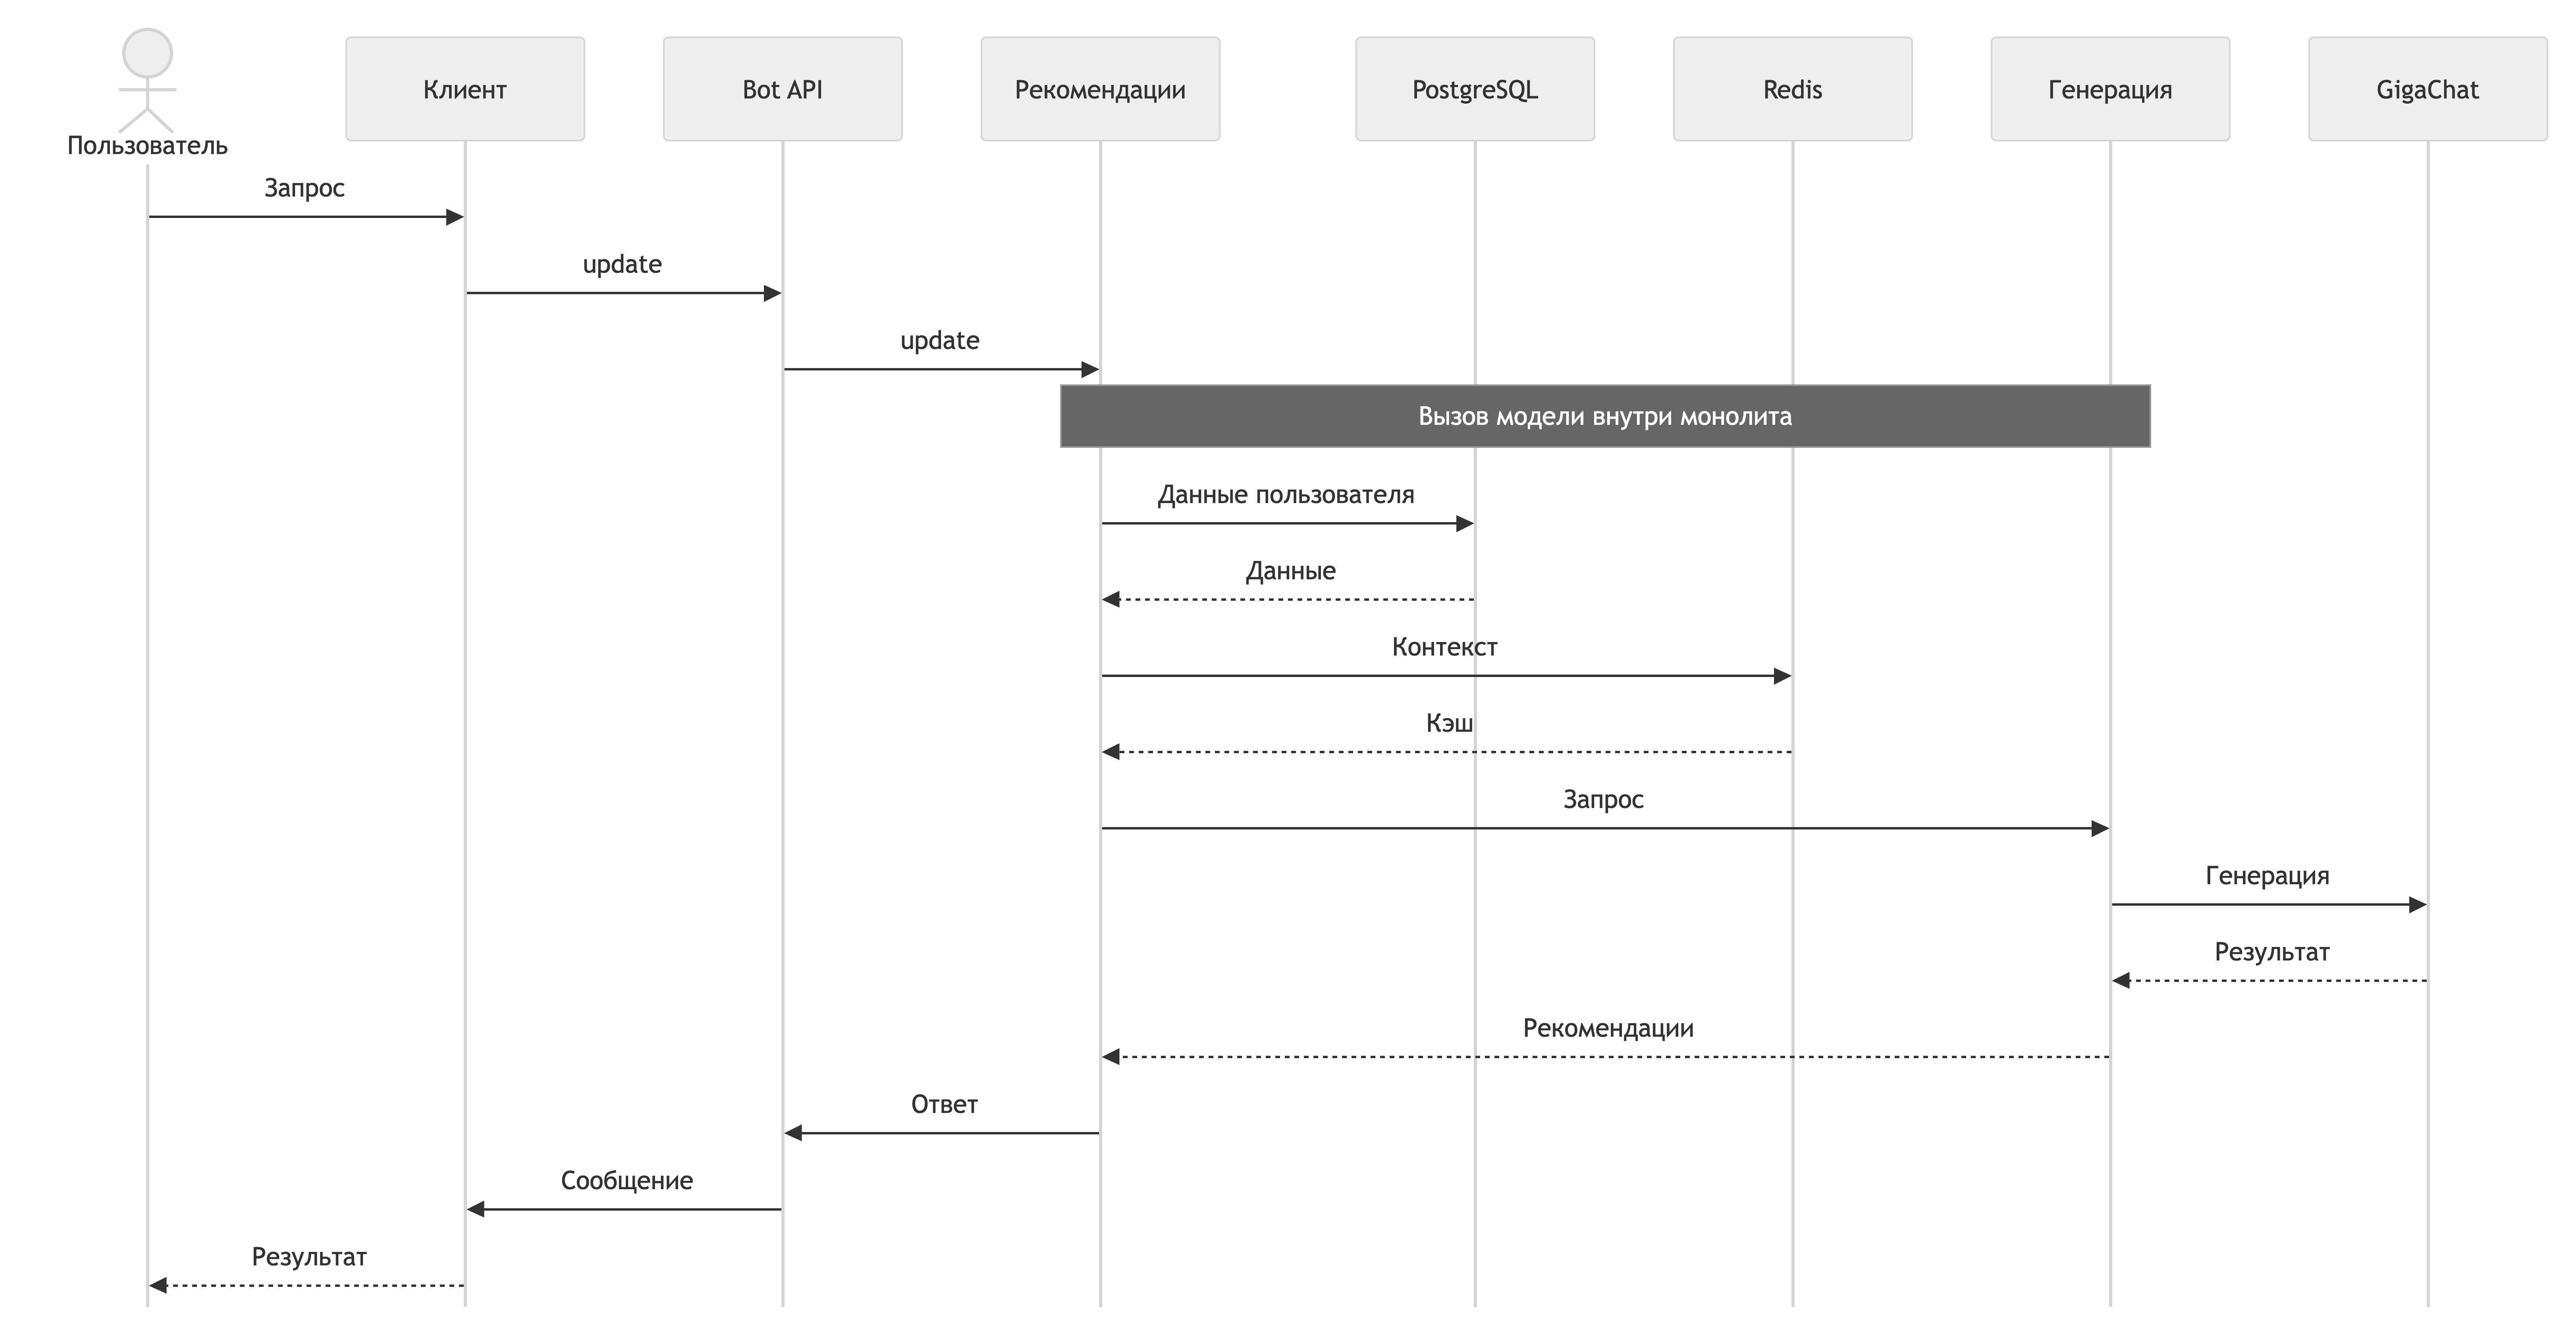 Пользователь
Клиент
Bot API
Рекомендации
PostgreSQL
Redis
Генерация
GigaChat
Запрос
update
update
Вызов модели внутри монолита
Данные пользователя
Данные
Контекст
Кэш
Запрос
Генерация
Результат
Рекомендации
Ответ
Сообщение
Результат